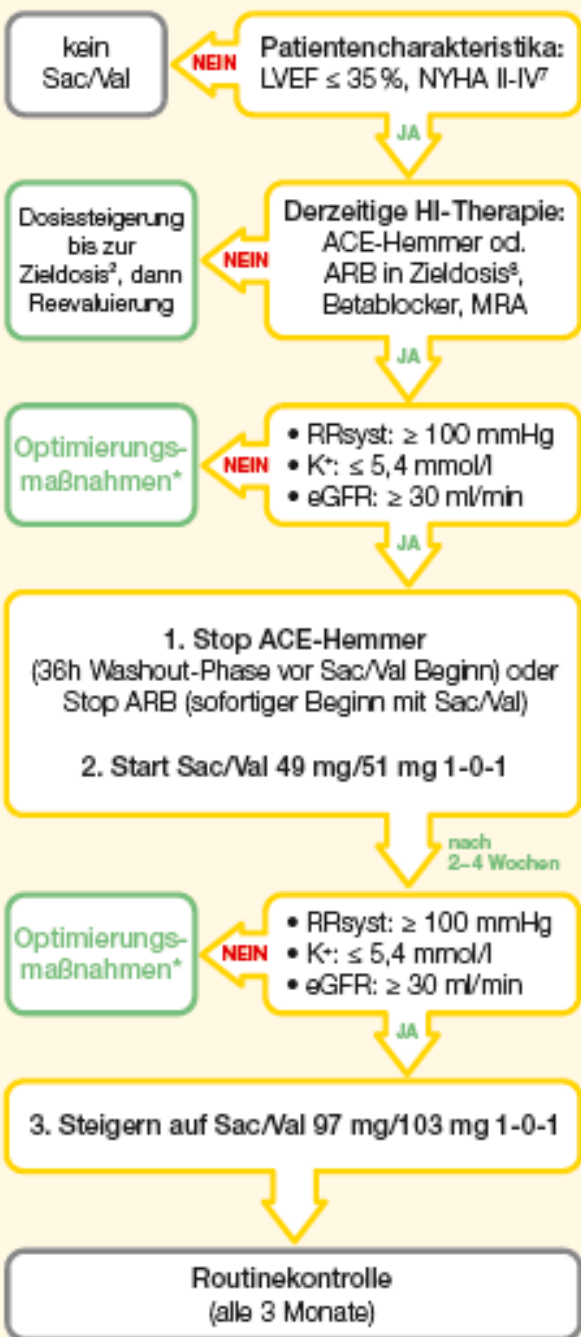 kein
Sac/Val
NEIN
Patientencharakteristika:
LVEF ≤ 35 %, NYHA II-IV⁷
JA
Dosissteigerung
bis zur
Zieldosis², dann
Reevaluierung
NEIN
Derzeitige HI-Therapie:
ACE-Hemmer od.
ARB in Zieldosis⁸,
Betablocker, MRA
JA
Optimierungs-
maßnahmen*
NEIN
• RRsyst: ≥ 100 mmHg
• K⁺: ≤ 5,4 mmol/l
• eGFR: ≥ 30 ml/min
JA
1. Stop ACE-Hemmer
(36h Washout-Phase vor Sac/Val Beginn) oder
Stop ARB (sofortiger Beginn mit Sac/Val)
2. Start Sac/Val 49 mg/51 mg 1-0-1
nach
2–4 Wochen
Optimierungs-
maßnahmen*
NEIN
• RRsyst: ≥ 100 mmHg
• K⁺: ≤ 5,4 mmol/l
• eGFR: ≥ 30 ml/min
JA
3. Steigern auf Sac/Val 97 mg/103 mg 1-0-1
Routinekontrolle
(alle 3 Monate)